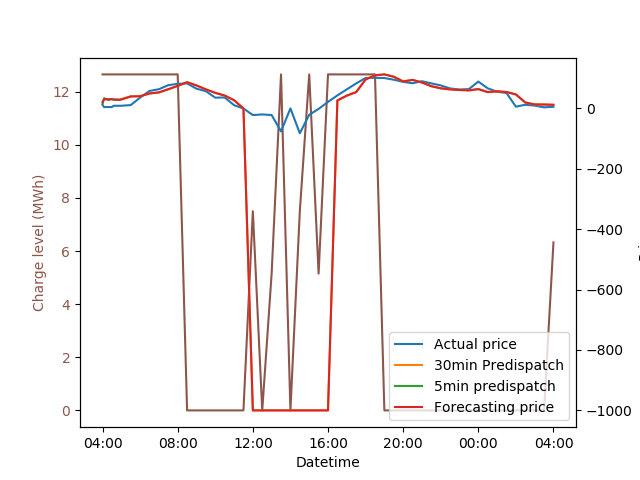 12
10
8
6
4
2
0
Charge level (MWh)
0
−200
−400
−600
−800
−1000
Actual price
30min Predispatch
5min predispatch
Forecasting price
04:00 08:00 12:00 16:00 20:00 00:00 04:00
Datetime